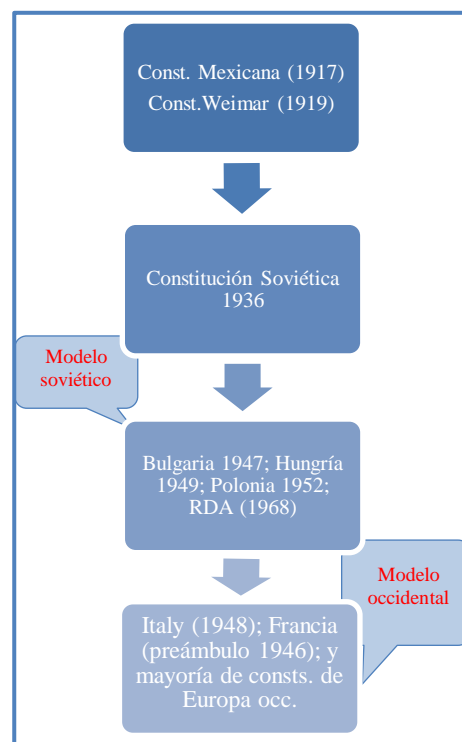 Const. Mexicana (1917)
Const.Weimar (1919)
Constitución Soviética
1936
Modelo
soviético
Bulgaria 1947; Hungría
1949; Polonia 1952;
RDA (1968)
Modelo
occidental
Italy (1948); Francia
(preámbulo 1946); y
mayoría de consts. de
Europa occ.